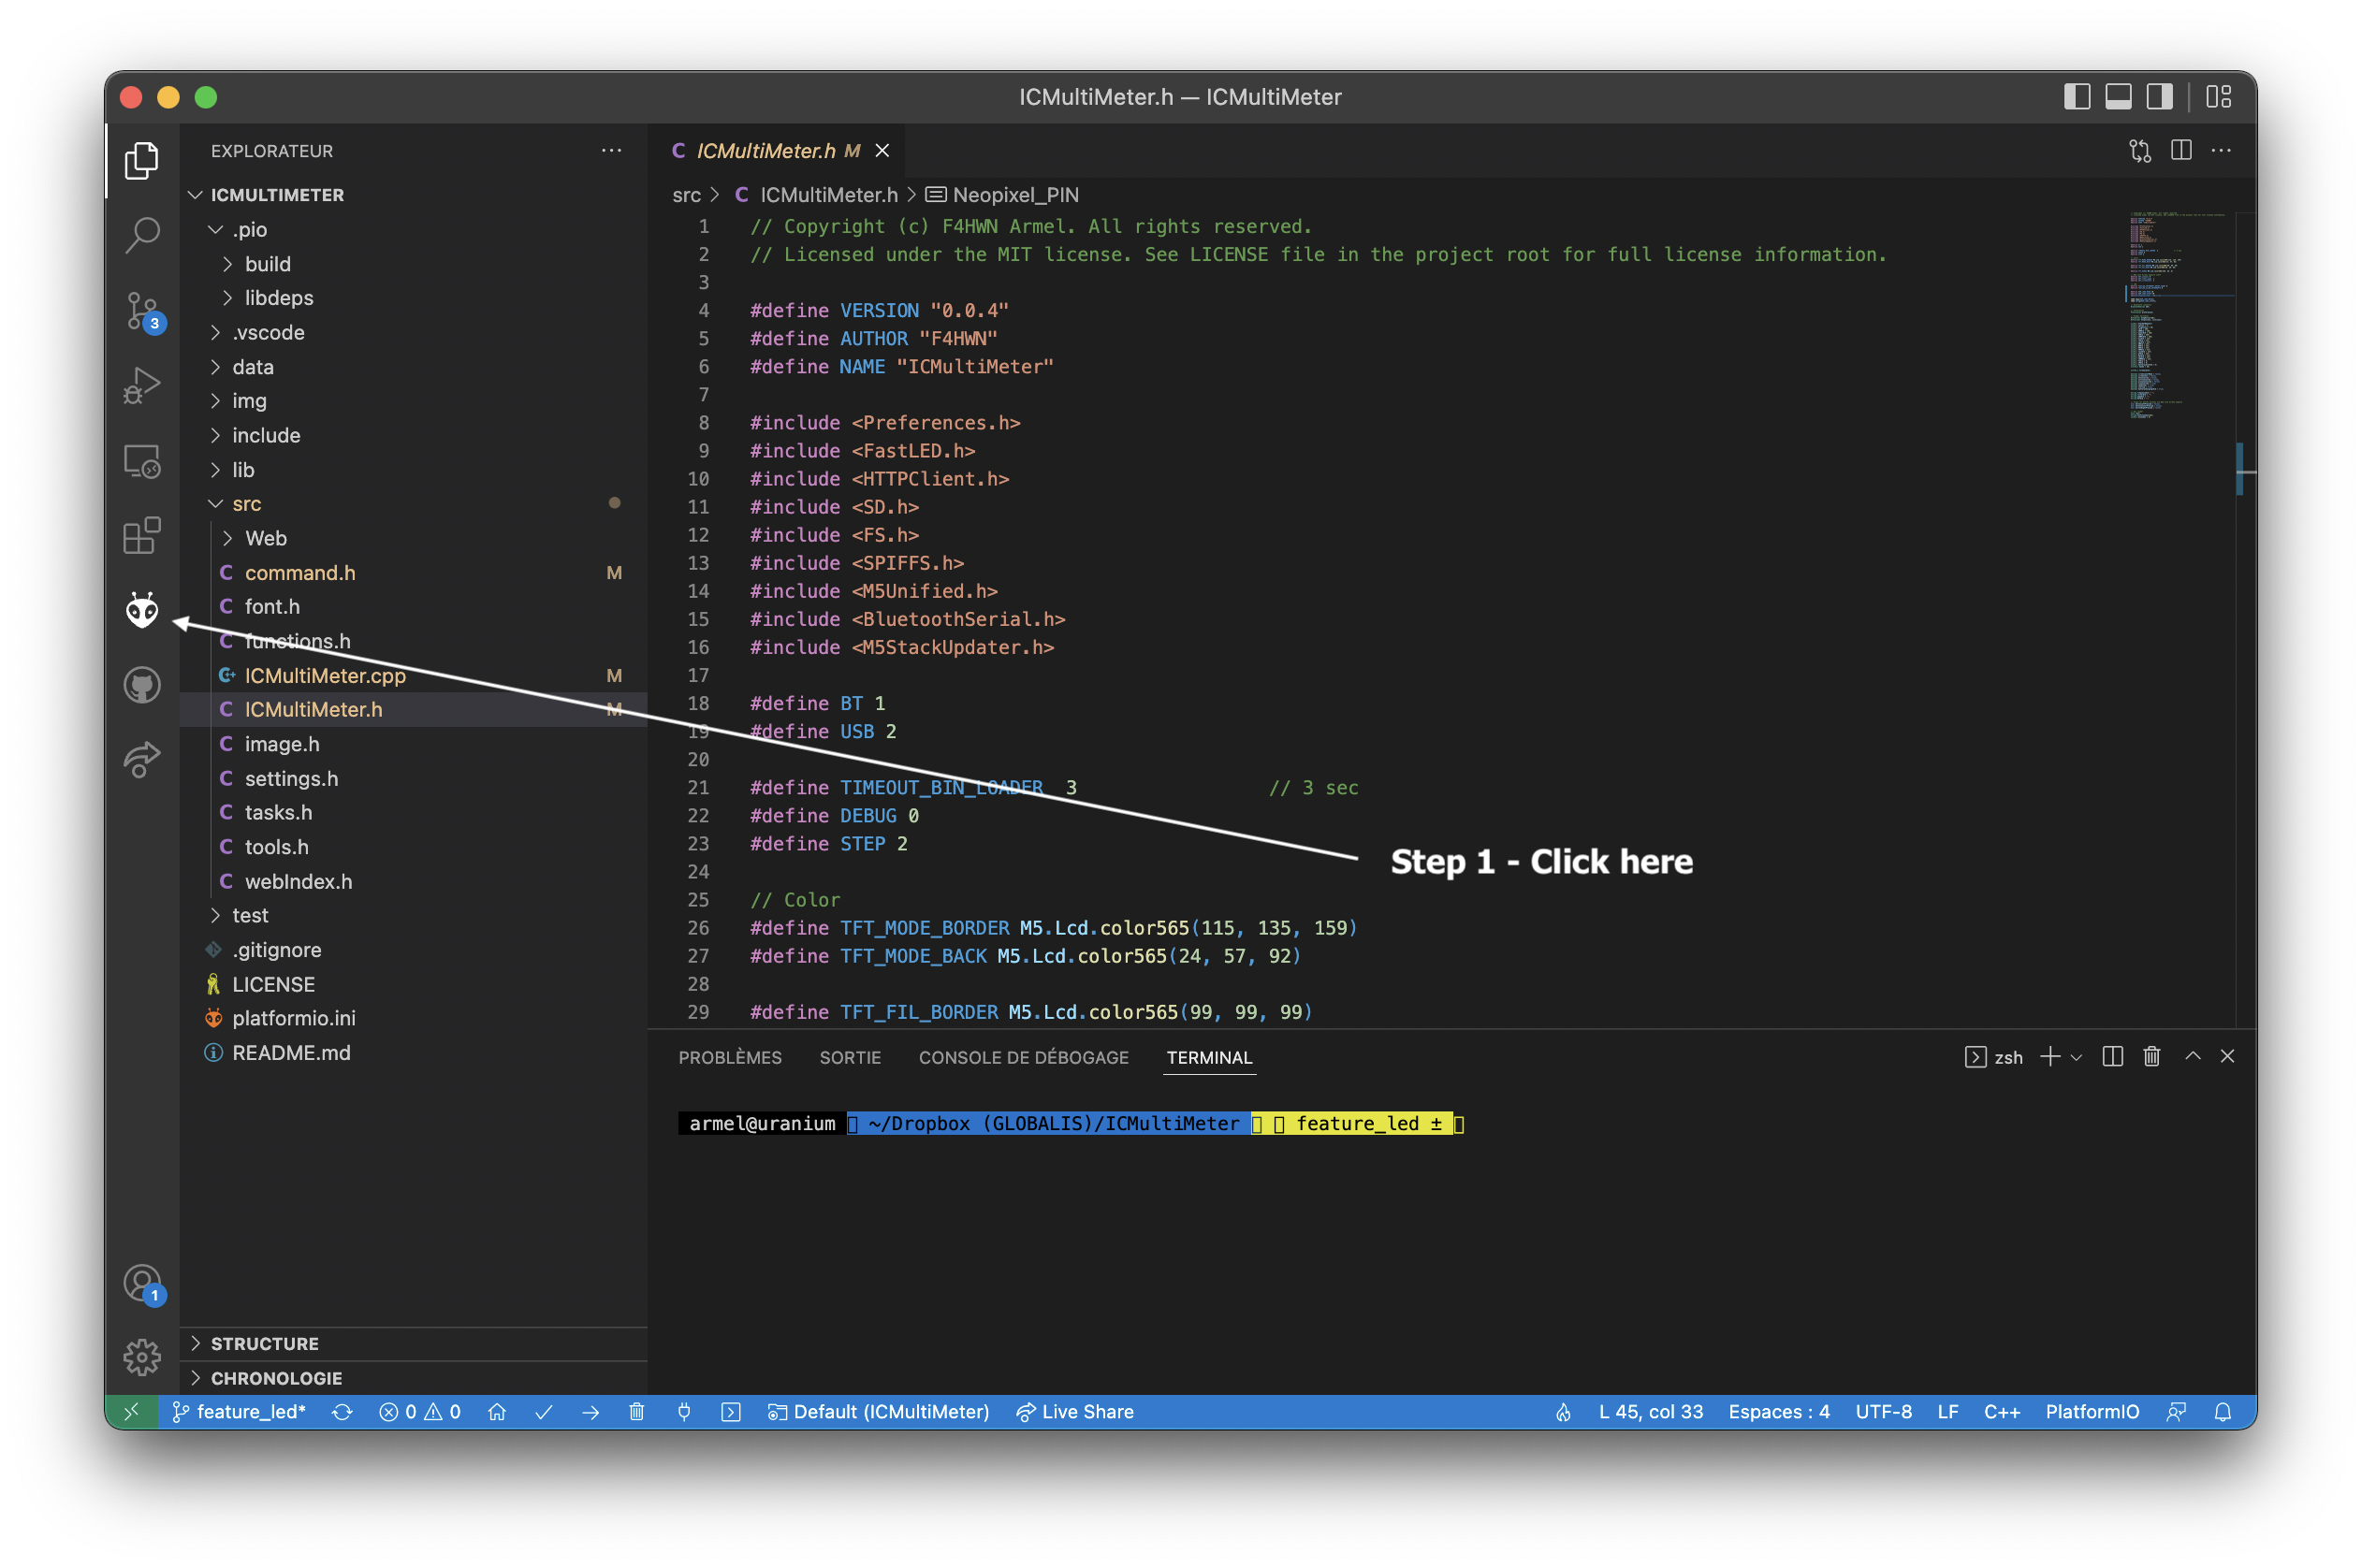 ICMultiMeter.h — ICMultiMeter
EXPLORATEUR
ICMULTIMETER
.pio
build
libdeps
.vscode
data
img
include
lib
src
Web
command.h M
font.h
functions.h
ICMultiMeter.cpp M
ICMultiMeter.h M
image.h
settings.h
tasks.h
tools.h
webIndex.h
test
.gitignore
LICENSE
platformio.ini
README.md
STRUCTURE
CHRONOLOGIE
3
1
C ICMultiMeter.h M
src > C ICMultiMeter.h > Neopixel_PIN
1 // Copyright (c) F4HWN Armel. All rights reserved.
2 // Licensed under the MIT license. See LICENSE file in the project root for full license information.
3
4 #define VERSION "0.0.4"
5 #define AUTHOR "F4HWN"
6 #define NAME "ICMultiMeter"
7
8 #include <Preferences.h>
9 #include <FastLED.h>
10 #include <HTTPClient.h>
11 #include <SD.h>
12 #include <FS.h>
13 #include <SPIFFS.h>
14 #include <M5Unified.h>
15 #include <BluetoothSerial.h>
16 #include <M5StackUpdater.h>
17
18 #define BT 1
19 #define USB 2
20
21 #define TIMEOUT_BIN_LOADER 3 // 3 sec
22 #define DEBUG 0
23 #define STEP 2
24
25 // Color
26 #define TFT_MODE_BORDER M5.Lcd.color565(115, 135, 159)
27 #define TFT_MODE_BACK M5.Lcd.color565(24, 57, 92)
28
29 #define TFT_FIL_BORDER M5.Lcd.color565(99, 99, 99)
Step 1 - Click here
PROBLÈMES SORTIE CONSOLE DE DÉBOGAGE TERMINAL zsh
armel@uranium ~/Dropbox (GLOBALIS)/ICMultiMeter feature_led ±
feature_led* 0 0 Default (ICMultiMeter) Live Share L 45, col 33 Espaces : 4 UTF-8 LF C++ PlatformIO